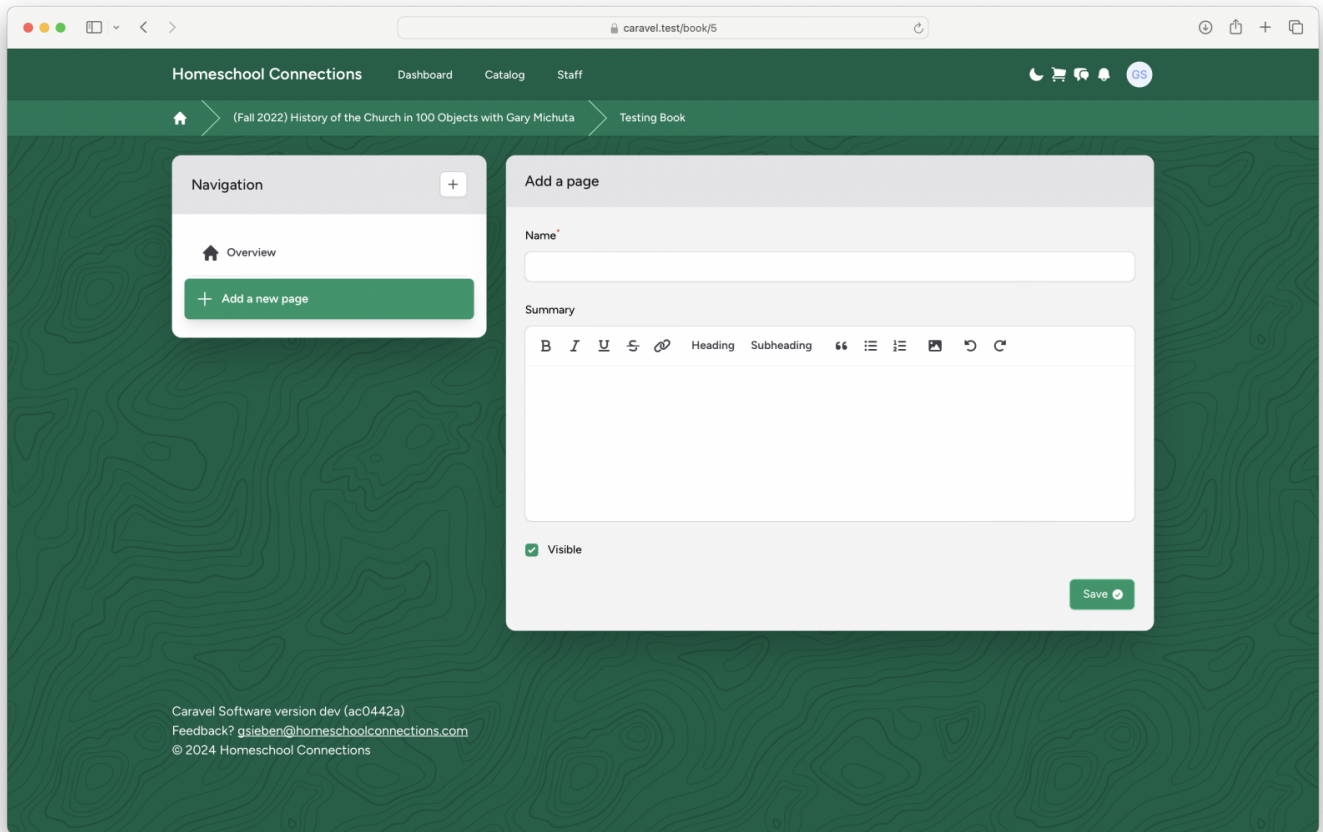 caravel.test/book/5
Homeschool Connections Dashboard Catalog Staff GS
(Fall 2022) History of the Church in 100 Objects with Gary Michuta Testing Book
Navigation
Overview
Add a new page
Add a page
Name*
Summary
B I U S Heading Subheading
Visible
Save
Caravel Software version dev (ac0442a)
Feedback? gsieben@homeschoolconnections.com
© 2024 Homeschool Connections